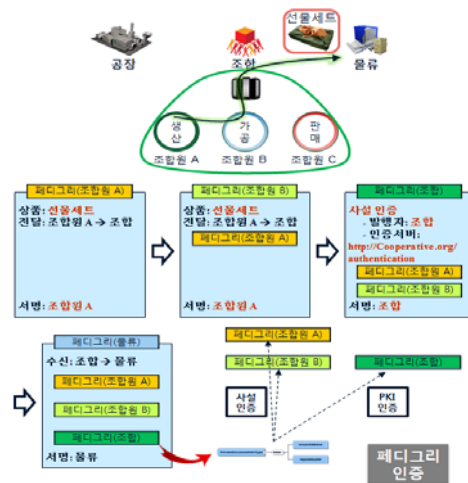 선물세트
공장
조합
물류
생산
가공
판매
조합원 A
조합원 B
조합원 C
페디그리(조합원 A)
상품: 선물세트
전달: 조합원A → 조합
서명: 조합원A
페디그리(조합원 B)
상품: 선물세트
전달: 조합원A → 조합
페디그리(조합원 A)
서명: 조합원A
페디그리(조합)
사설 인증
- 발행자: 조합
- 인증서버:
http://Cooperative.org/
authentication
페디그리(조합원 A)
페디그리(조합원 B)
서명: 조합
페디그리(물류)
수신: 조합→ 물류
페디그리(조합원 A)
페디그리(조합원 B)
페디그리(조합)
서명: 물류
페디그리(조합원 A)
페디그리(조합원 B)
페디그리(조합)
사설
인증
PKI
인증
페디그리
인증